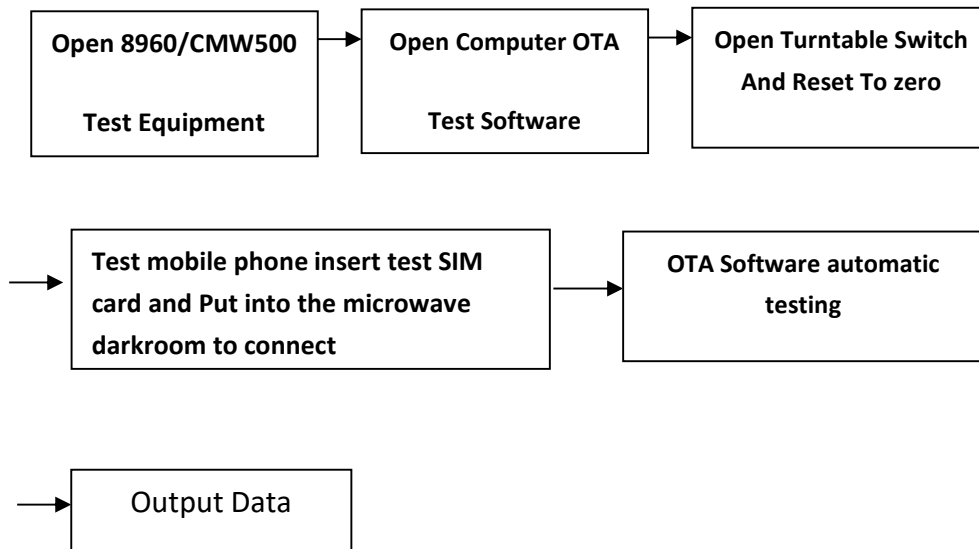 Open 8960/CMW500
Test Equipment
Open Computer OTA
Test Software
Open Turntable Switch
And Reset To zero
Test mobile phone insert test SIM
card and Put into the microwave
darkroom to connect
OTA Software automatic
testing
Output Data